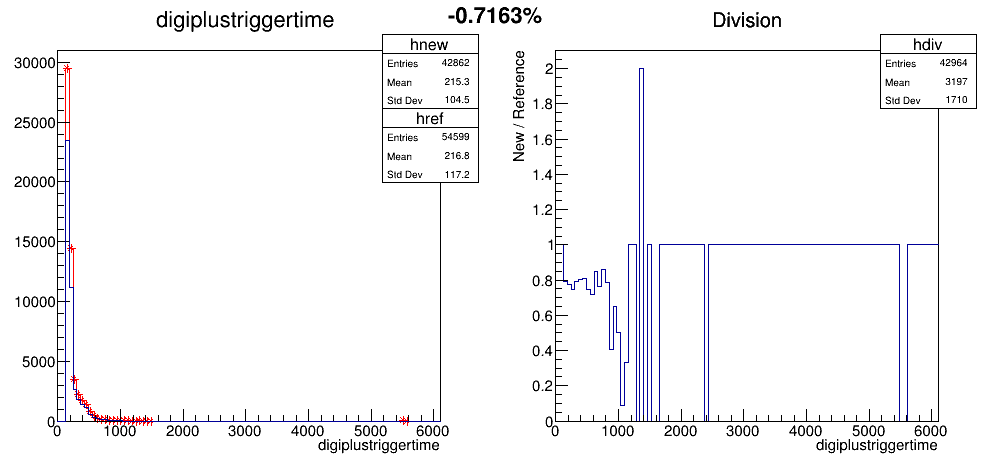 -0.7163%
digiplustriggertime
hnew
Entries 42862
Mean 215.3
Std Dev 104.5
href
Entries 54599
Mean 216.8
Std Dev 117.2
30000
25000
20000
15000
10000
5000
0
0 1000 2000 3000 4000 5000 6000
digiplustriggertime
Division
hdiv
Entries 42964
Mean 3197
Std Dev 1710
New / Reference
2
1.8
1.6
1.4
1.2
1
0.8
0.6
0.4
0.2
0
0 1000 2000 3000 4000 5000 6000
digiplustriggertime